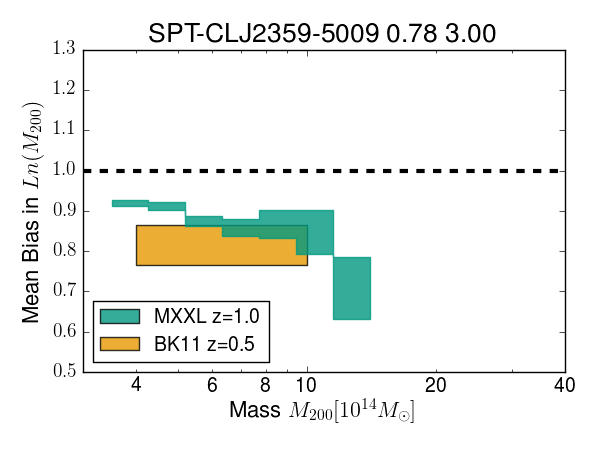 SPT-CLJ2359-5009 0.78 3.00
1.3
1.2
1.1
1.0
0.9
0.8
0.7
0.6
0.5
Mean Bias in Ln(M200)
MXXL z=1.0
BK11 z=0.5
4 6 8 10 20 40
Mass M200[10^14 M⊙]